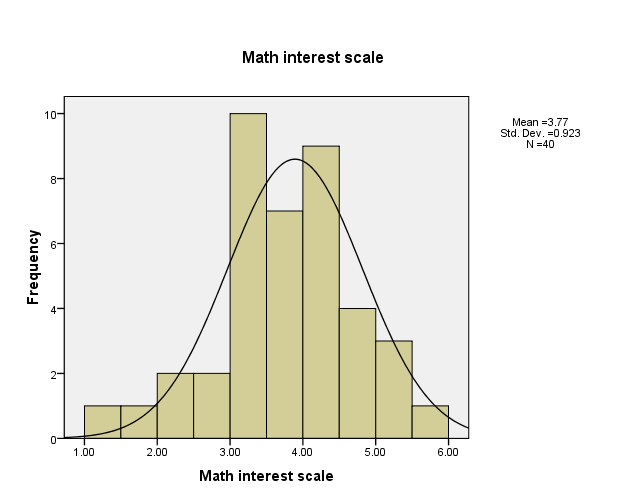 Math interest scale
Mean =3.77
Std. Dev. =0.923
N =40
Frequency
10
8
6
4
2
0
1.00 2.00 3.00 4.00 5.00 6.00
Math interest scale